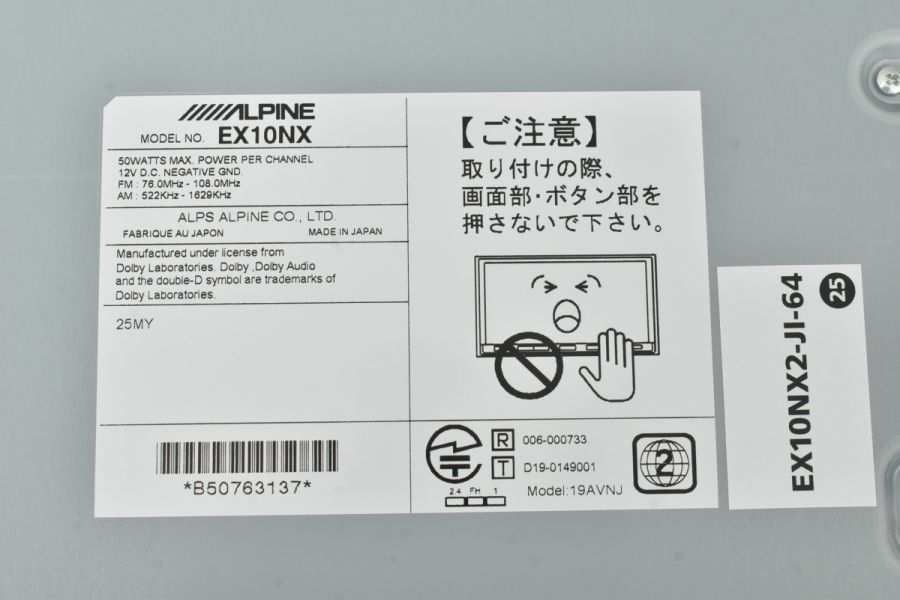 ALPINE
MODEL NO. EX10NX
50WATTS MAX. POWER PER CHANNEL
12V D.C. NEGATIVE GND.
FM : 76.0MHz - 108.0MHz
AM : 522KHz - 1629KHz
ALPS ALPINE CO., LTD.
FABRIQUE AU JAPON MADE IN JAPAN
Manufactured under license from
Dolby Laboratories. Dolby ,Dolby Audio
and the double-D symbol are trademarks of
Dolby Laboratories.
25MY
*B50763137*
【ご注意】
取り付けの際、
画面部・ボタン部を
押さないで下さい。
R 006-000733
T D19-0149001
2.4 FH 1
Model:19AVNJ
2
EX10NX2-JI-64
25